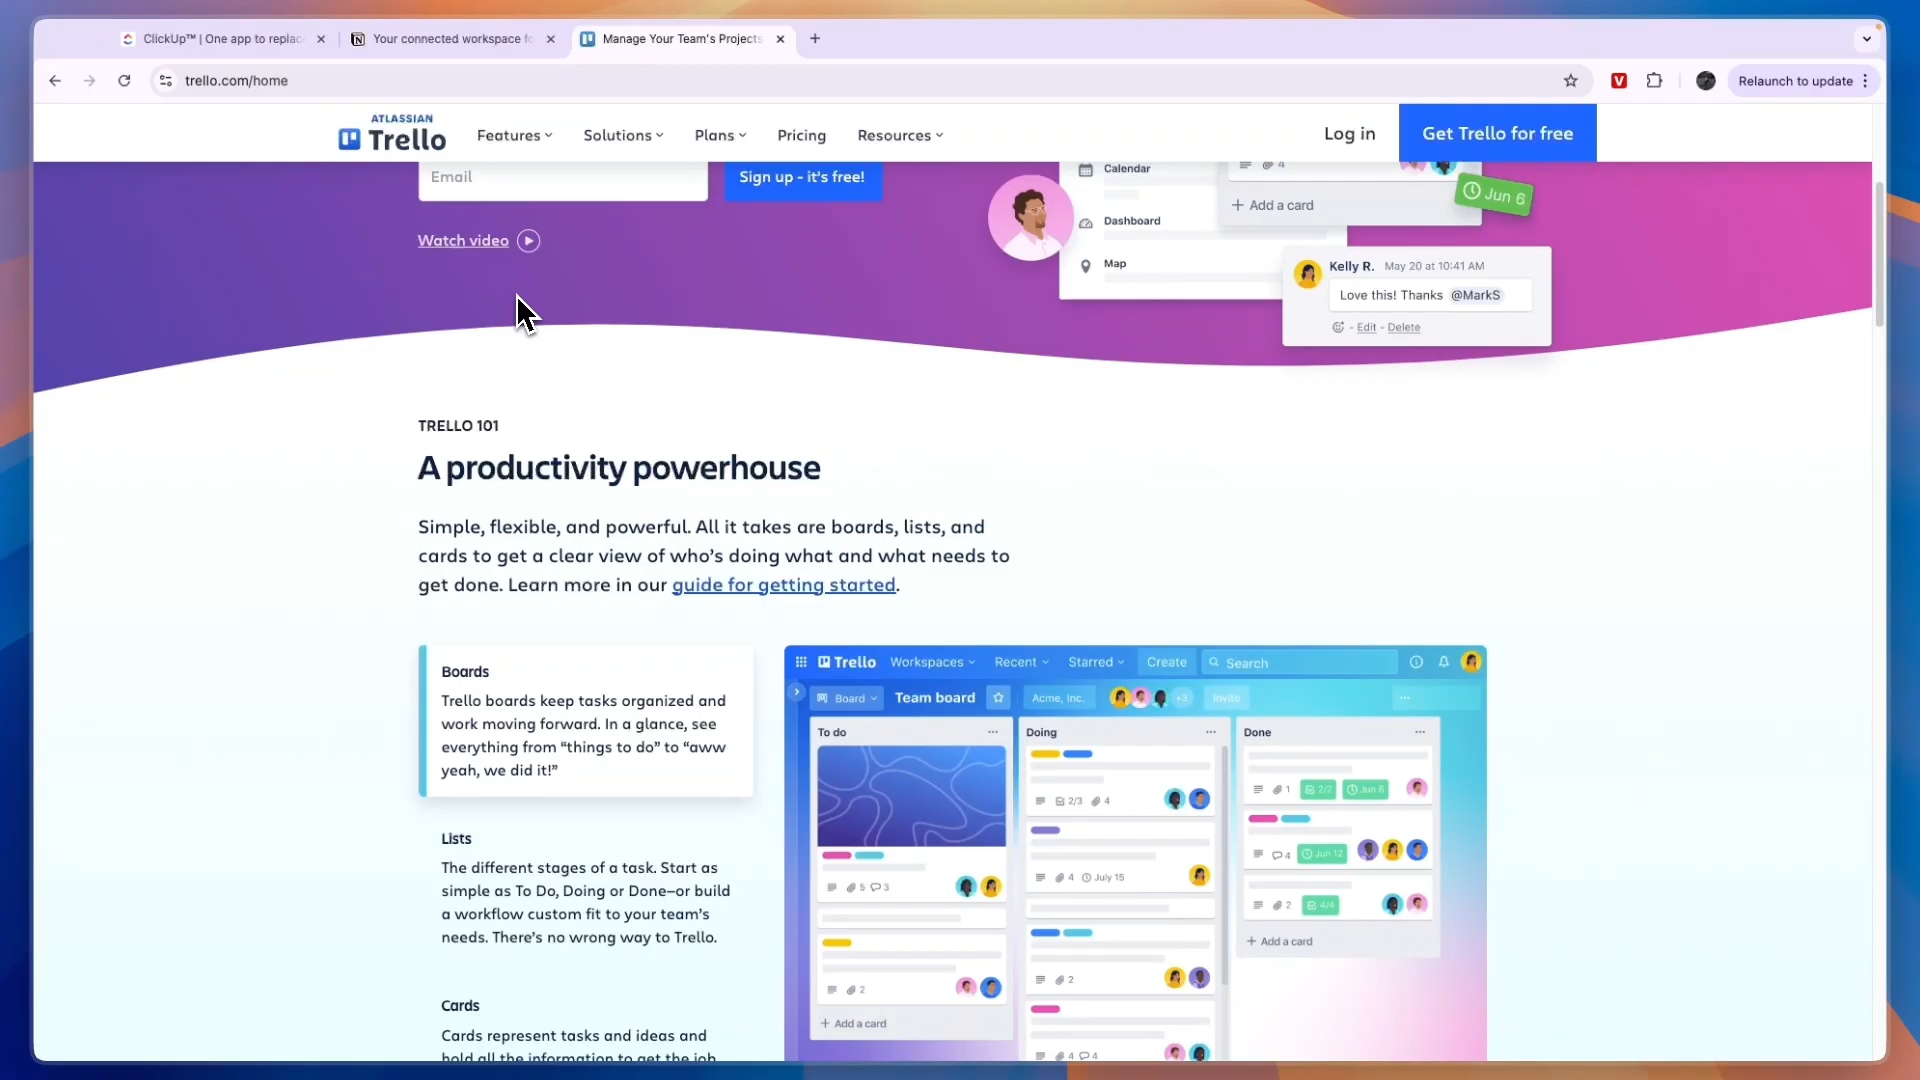 ClickUp™ | One app to replac
Your connected workspace fo
Manage Your Team's Projects
trello.com/home
Relaunch to update
ATLASSIAN
Trello
Features
Solutions
Plans
Pricing
Resources
Log in
Get Trello for free
Email
Sign up - it's free!
Watch video
Calendar
Dashboard
Map
4
+ Add a card
Jun 6
Kelly R. May 20 at 10:41 AM
Love this! Thanks @MarkS
- Edit - Delete
TRELLO 101
A productivity powerhouse
Simple, flexible, and powerful. All it takes are boards, lists, and
cards to get a clear view of who's doing what and what needs to
get done. Learn more in our guide for getting started.
Boards
Trello boards keep tasks organized and
work moving forward. In a glance, see
everything from “things to do” to “aww
yeah, we did it!”
Lists
The different stages of a task. Start as
simple as To Do, Doing or Done—or build
a workflow custom fit to your team's
needs. There's no wrong way to Trello.
Cards
Cards represent tasks and ideas and
hold all the information to get the job
Trello Workspaces Recent Starred Create Search
Board Team board Acme, Inc. +3 Invite
To do
5 3
2
+ Add a card
Doing
2/3 4
4 July 15
2
4 4
Done
1 2/2 Jun 6
4 Jun 12
2 4/4
+ Add a card